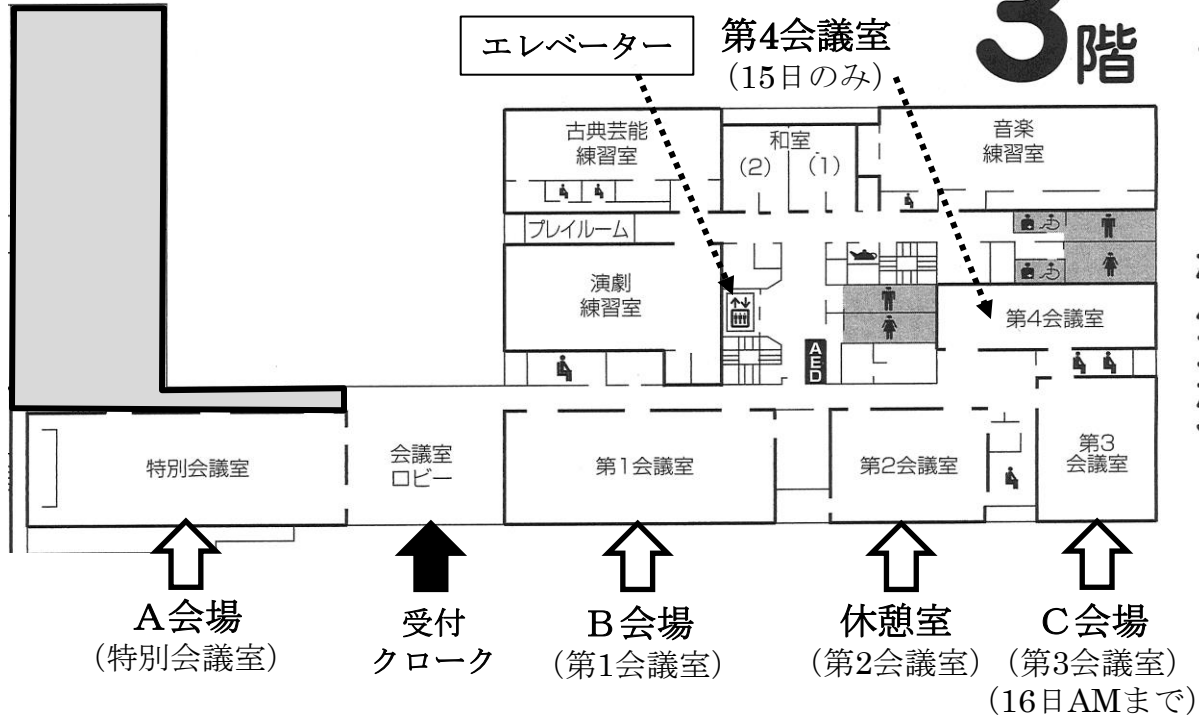 3階
エレベーター
第4会議室
（15日のみ）
古典芸能
練習室
和室
(2)
(1)
音楽
練習室
プレイルーム
演劇
練習室
第4会議室
AED
特別会議室
会議室
ロビー
第1会議室
第2会議室
第3
会議室
A会場
（特別会議室）
受付
クローク
B会場
（第1会議室）
休憩室
（第2会議室）
C会場
（第3会議室）
（16日AMまで）